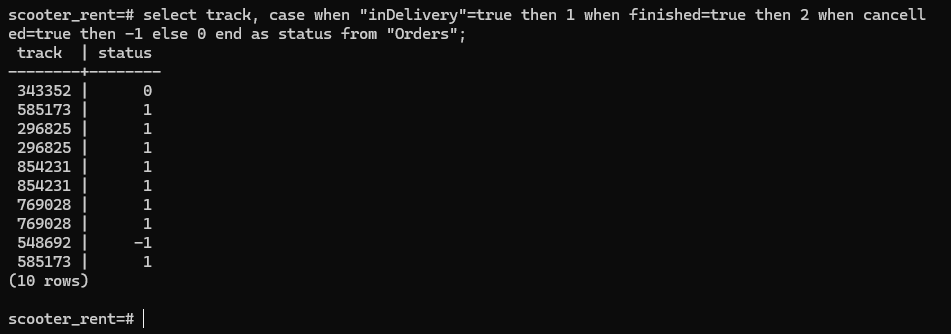 scooter_rent=# select track, case when "inDelivery"=true then 1 when finished=true then 2 when cancell
ed=true then -1 else 0 end as status from "Orders";
 track  | status
--------+--------
 343352 |      0
 585173 |      1
 296825 |      1
 296825 |      1
 854231 |      1
 854231 |      1
 769028 |      1
 769028 |      1
 548692 |     -1
 585173 |      1
(10 rows)
scooter_rent=#